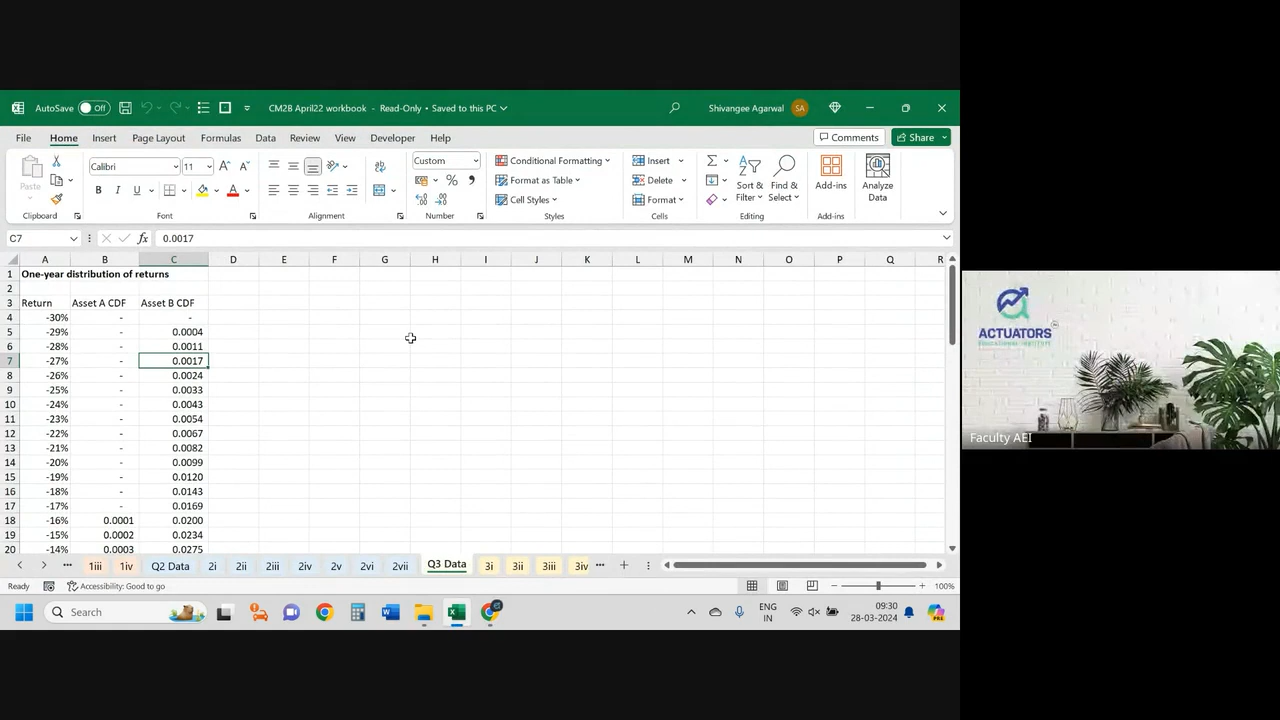 AutoSave Off CM2B April22 workbook - Read-Only • Saved to this PC Shivangee Agarwal SA
File Home Insert Page Layout Formulas Data Review View Developer Help Comments Share
Paste Calibri 11 A A B I U A ab Custom % , Conditional Formatting Format as Table Cell Styles Insert Delete Format Σ Sort & Filter Find & Select Add-ins Analyze Data
Clipboard Font Alignment Number Styles Cells Editing Add-ins
C7 fx 0.0017
A B C D E F G H I J K L M N O P Q R
1 One-year distribution of returns
2
3 Return Asset A CDF Asset B CDF
4 -30% - -
5 -29% - 0.0004
6 -28% - 0.0011
7 -27% - 0.0017
8 -26% - 0.0024
9 -25% - 0.0033
10 -24% - 0.0043
11 -23% - 0.0054
12 -22% - 0.0067
13 -21% - 0.0082
14 -20% - 0.0099
15 -19% - 0.0120
16 -18% - 0.0143
17 -17% - 0.0169
18 -16% 0.0001 0.0200
19 -15% 0.0002 0.0234
20 -14% 0.0003 0.0275
1iii 1iv Q2 Data 2i 2ii 2iii 2iv 2v 2vi 2vii Q3 Data 3i 3ii 3iii 3iv
Ready Accessibility: Good to go 100%
Search ENG IN 09:30 28-03-2024
ACTUATORS
EDUCATIONAL INSTITUTE
Faculty AEI